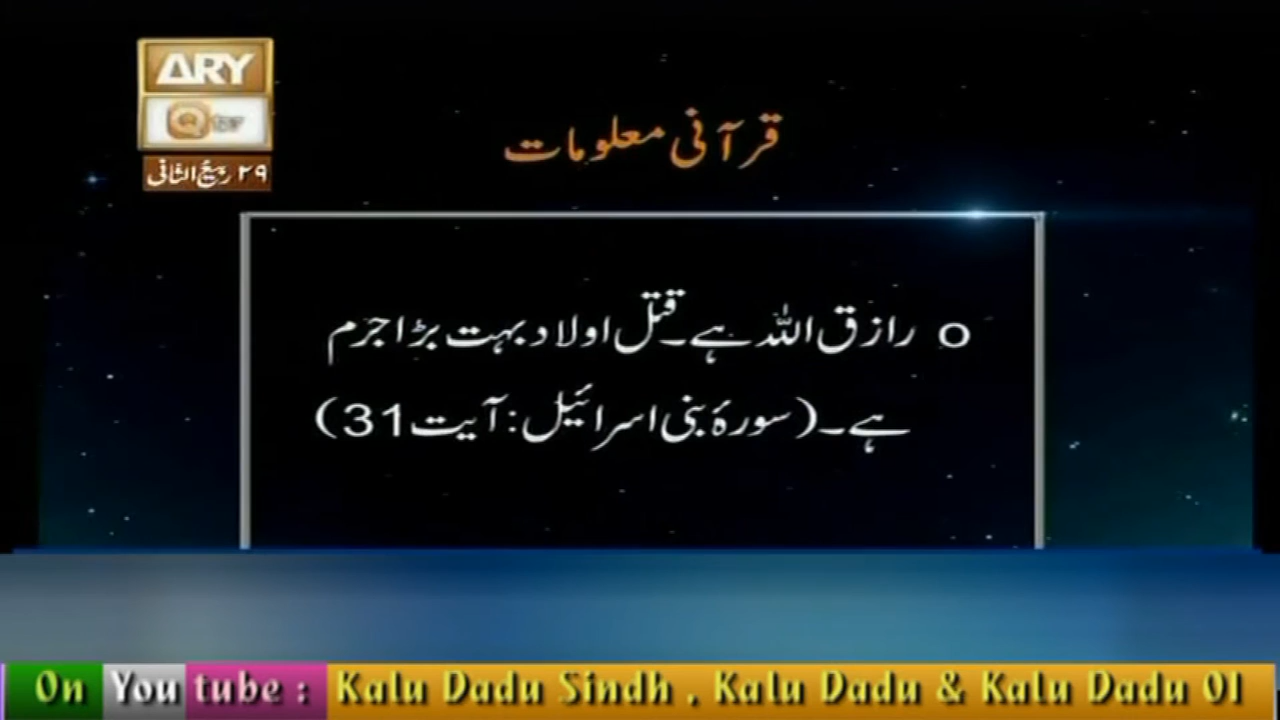 ARY
Q tv
۲۹ ربیع الثانی
قرآنی معلومات
o رازق اللہ ہے۔ قتل اولاد بہت بڑا جرم
ہے۔ (سورۂ بنی اسرائیل: آیت 31)
On You tube : Kalu Dadu Sindh , Kalu Dadu & Kalu Dadu 01